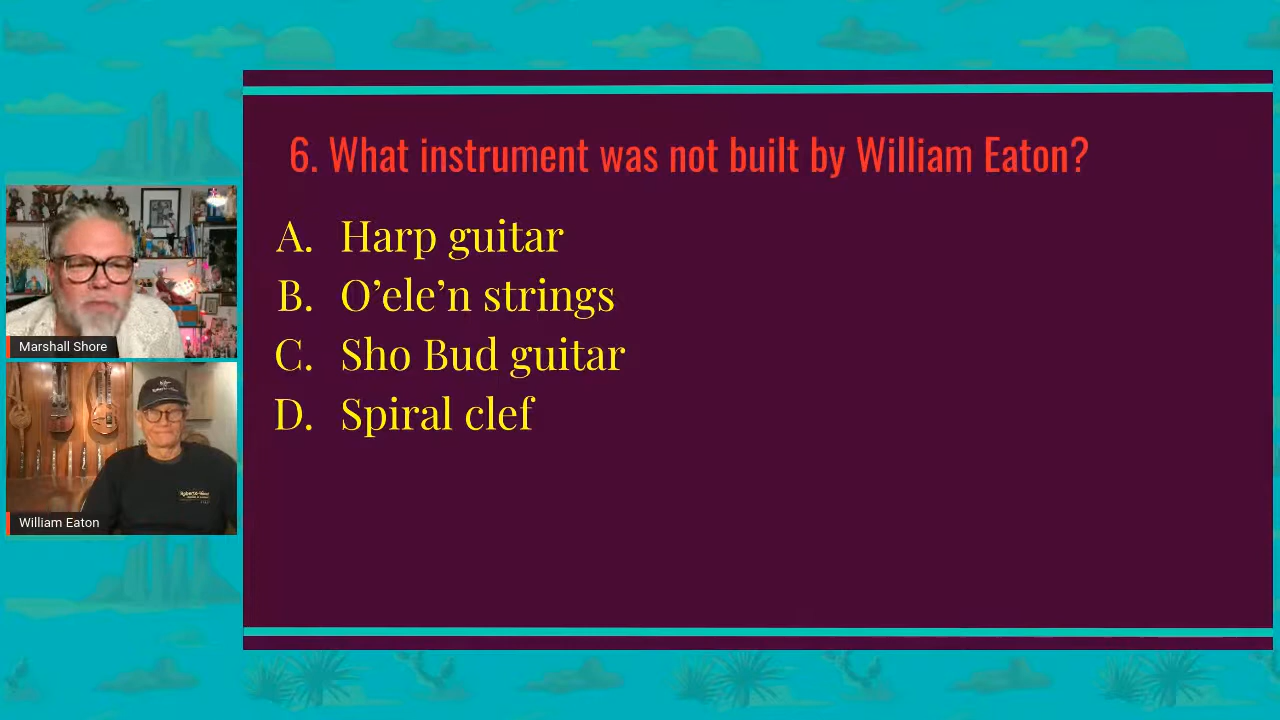 6. What instrument was not built by William Eaton?
A. Harp guitar
B. O’ele’n strings
C. Sho Bud guitar
D. Spiral clef
Marshall Shore
William Eaton